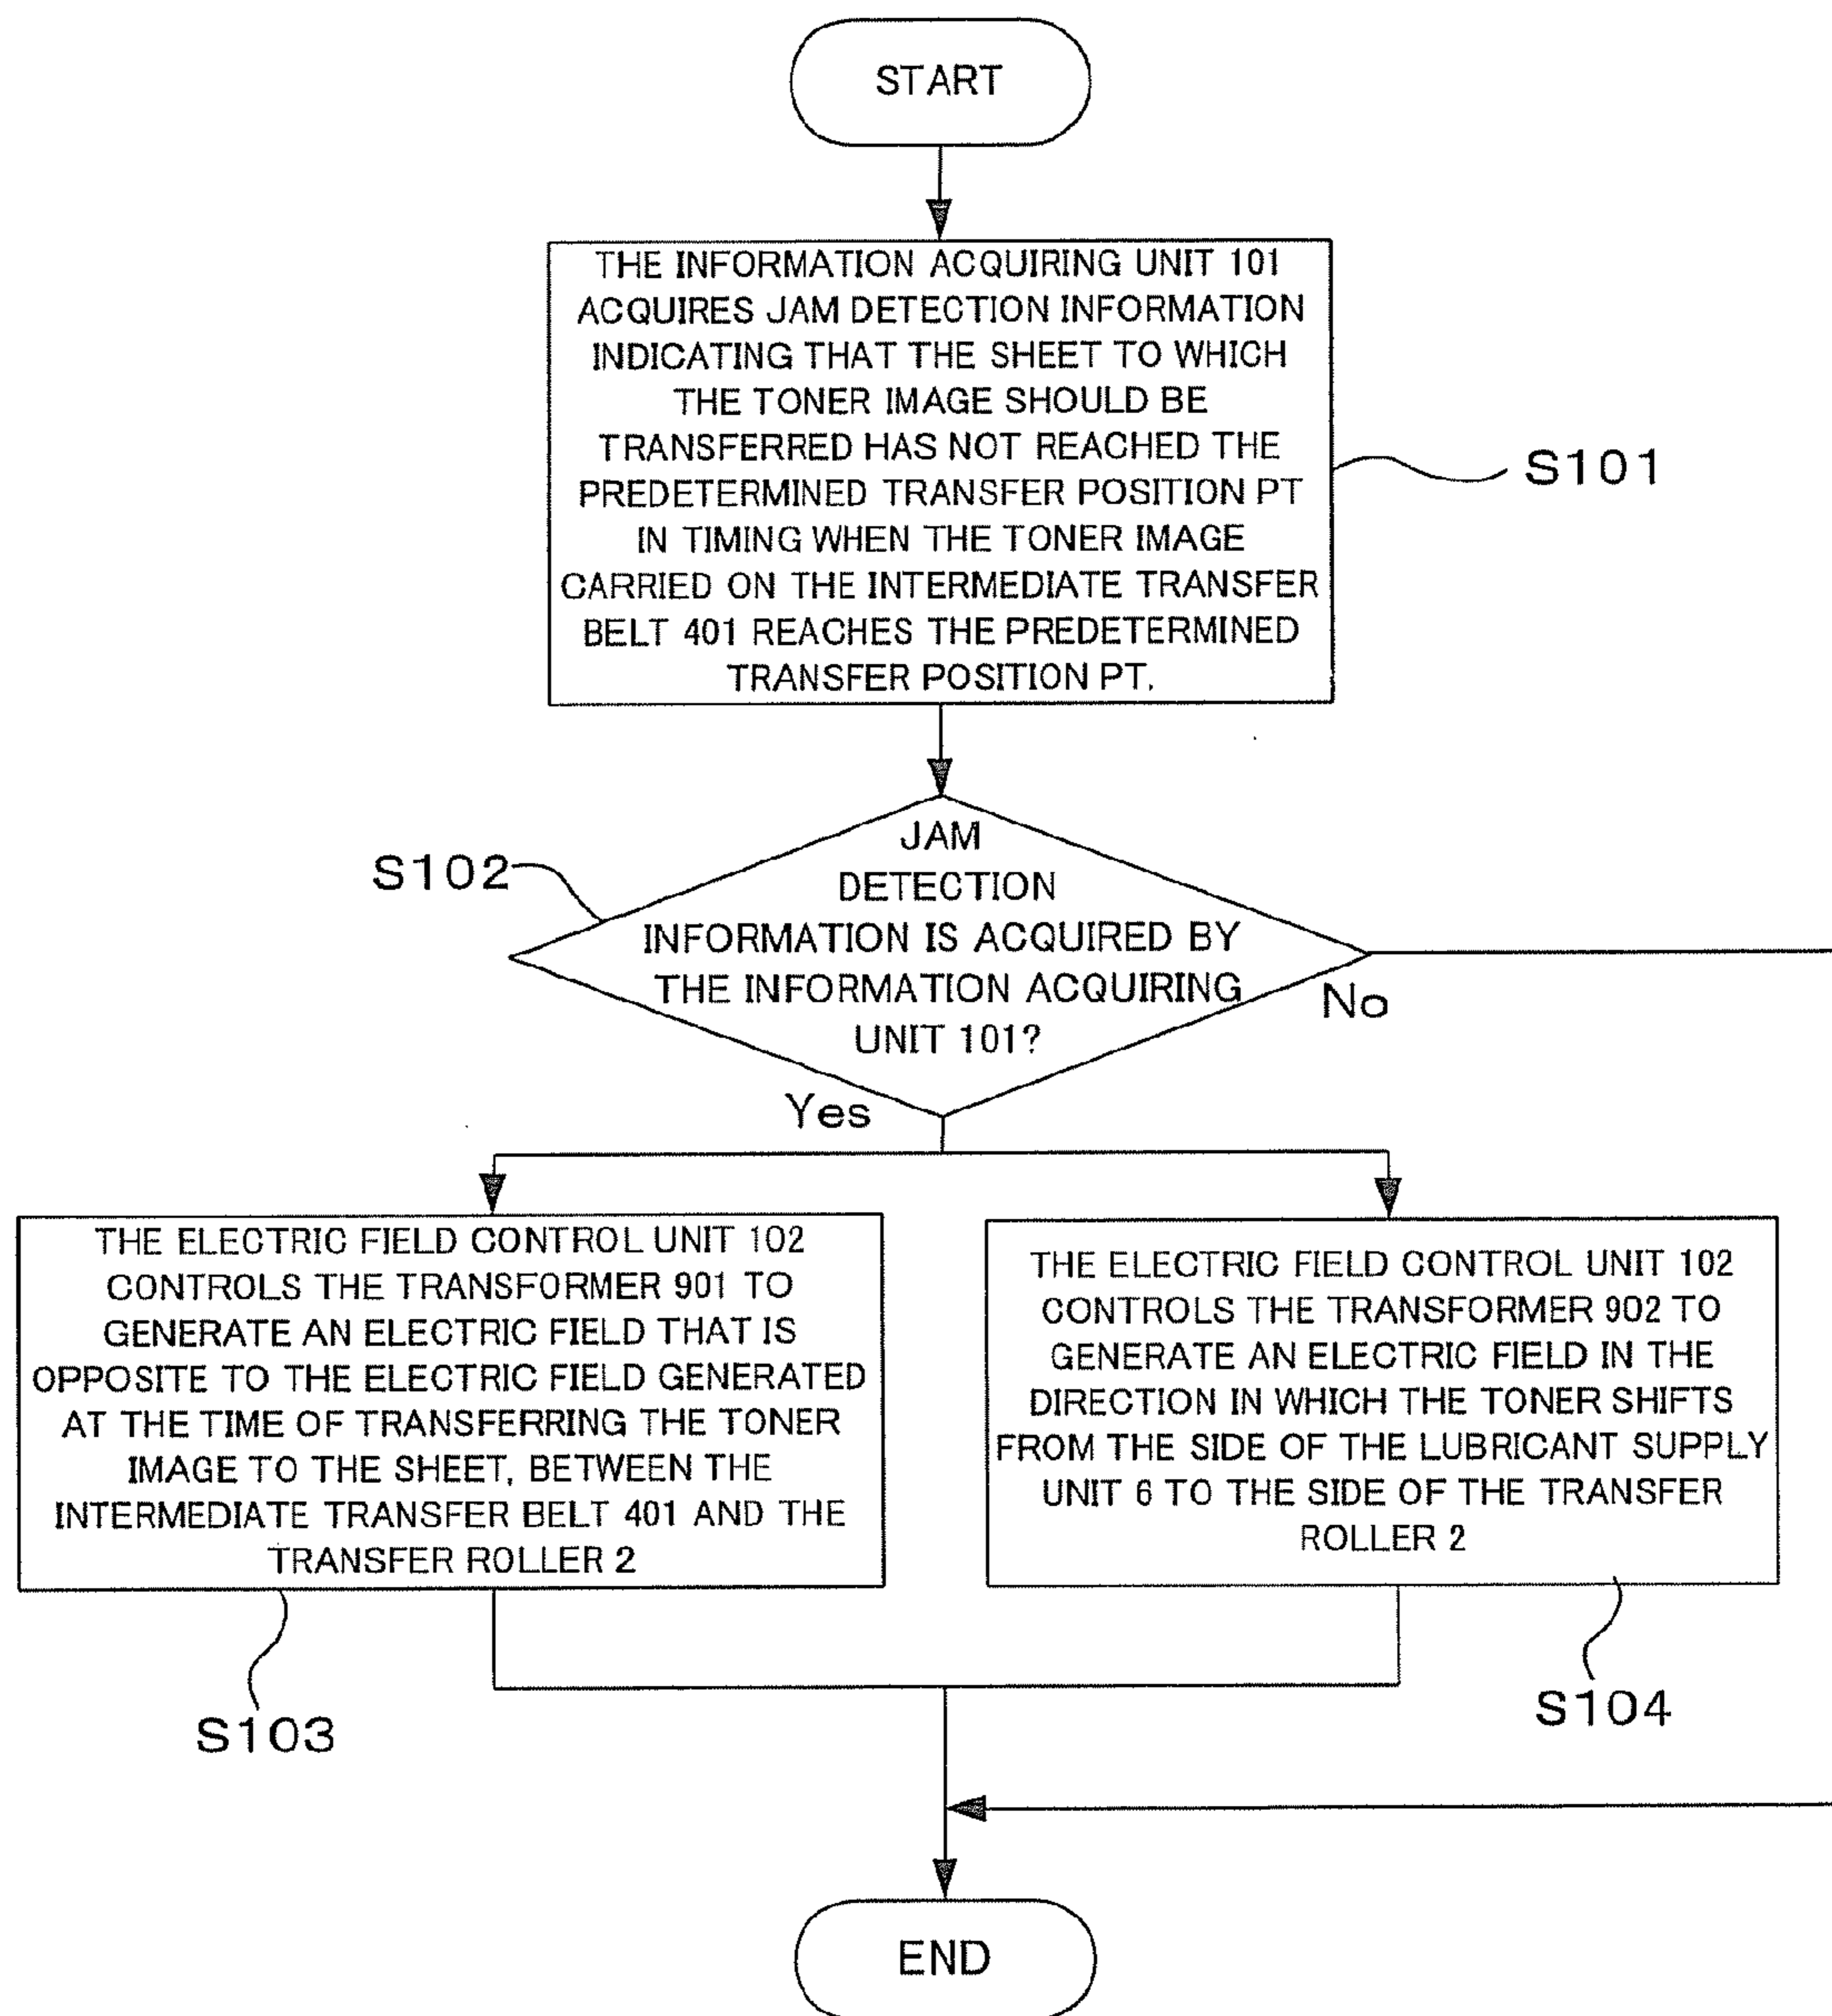 START
THE INFORMATION ACQUIRING UNIT 101
ACQUIRES JAM DETECTION INFORMATION
INDICATING THAT THE SHEET TO WHICH
THE TONER IMAGE SHOULD BE
TRANSFERRED HAS NOT REACHED THE
PREDETERMINED TRANSFER POSITION PT
IN TIMING WHEN THE TONER IMAGE
CARRIED ON THE INTERMEDIATE TRANSFER
BELT 401 REACHES THE PREDETERMINED
TRANSFER POSITION PT.
S101
S102
JAM
DETECTION
INFORMATION IS ACQUIRED BY
THE INFORMATION ACQUIRING
UNIT 101?
No
Yes
THE ELECTRIC FIELD CONTROL UNIT 102
CONTROLS THE TRANSFORMER 901 TO
GENERATE AN ELECTRIC FIELD THAT IS
OPPOSITE TO THE ELECTRIC FIELD GENERATED
AT THE TIME OF TRANSFERRING THE TONER
IMAGE TO THE SHEET, BETWEEN THE
INTERMEDIATE TRANSFER BELT 401 AND THE
TRANSFER ROLLER 2
S103
THE ELECTRIC FIELD CONTROL UNIT 102
CONTROLS THE TRANSFORMER 902 TO
GENERATE AN ELECTRIC FIELD IN THE
DIRECTION IN WHICH THE TONER SHIFTS
FROM THE SIDE OF THE LUBRICANT SUPPLY
UNIT 6 TO THE SIDE OF THE TRANSFER
ROLLER 2
S104
END